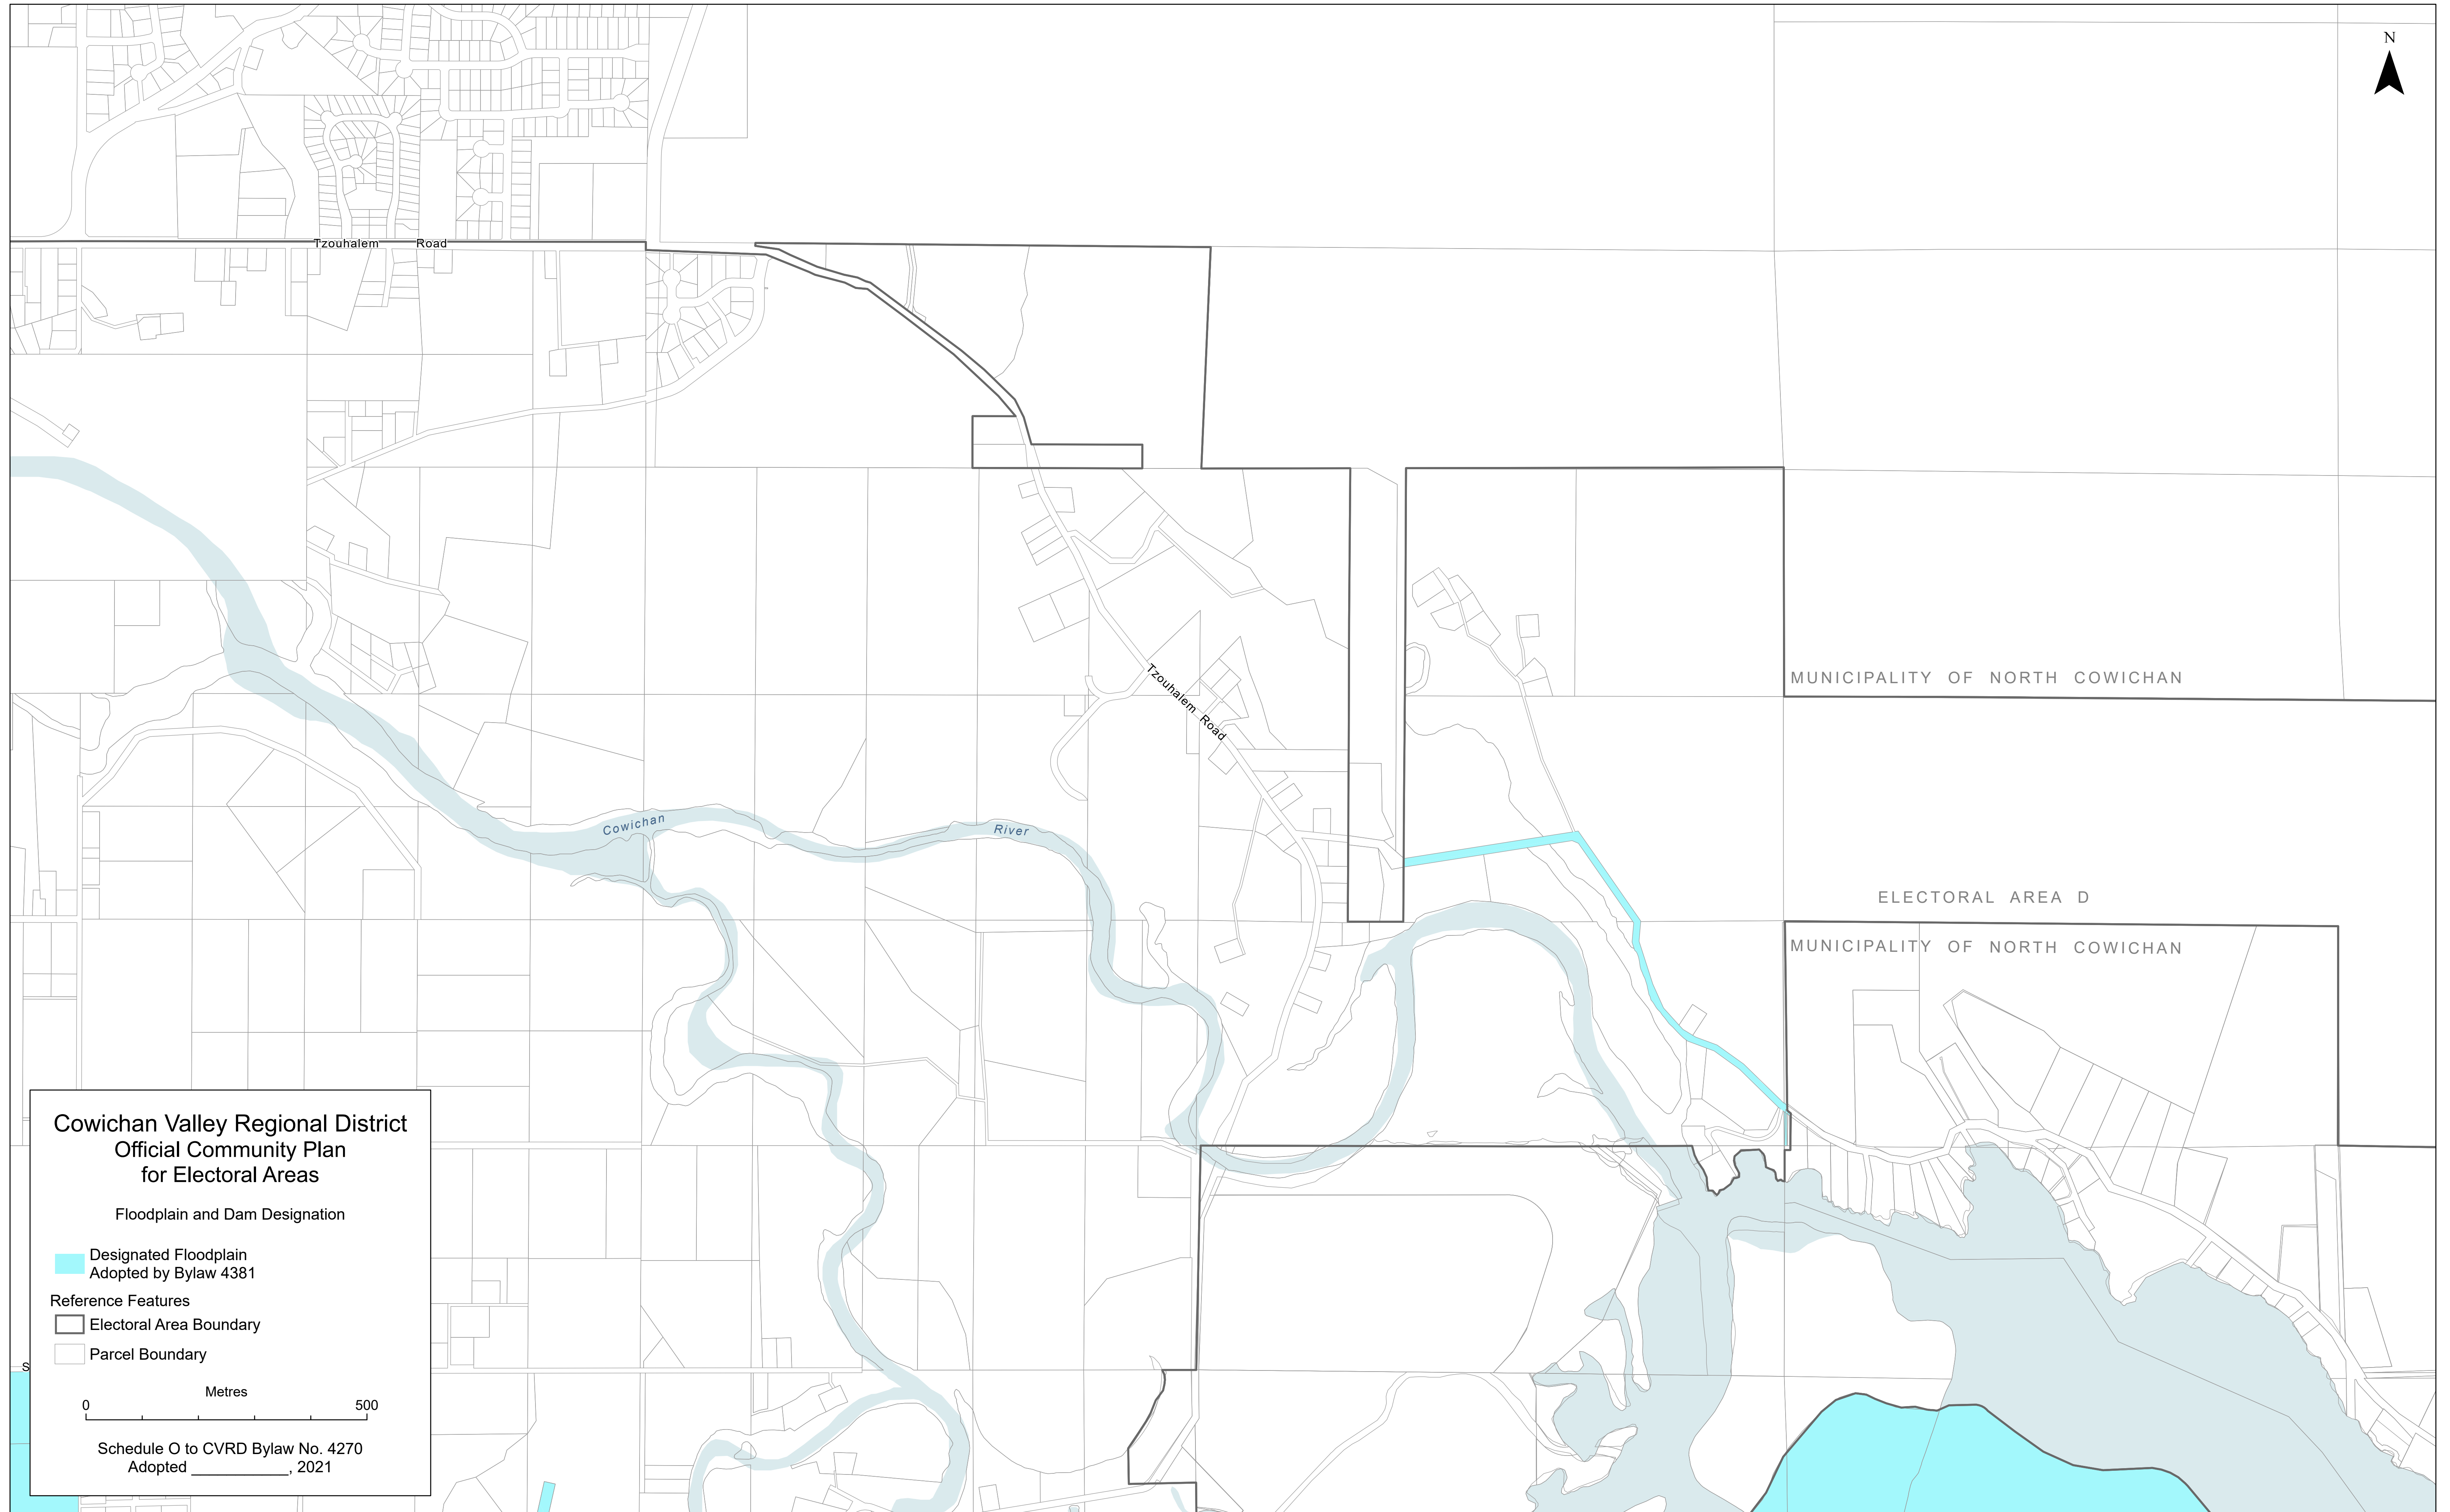 N
Tzouhalem Road
MUNICIPALITY OF NORTH COWICHAN
Tzouhalem Road
Cowichan River
ELECTORAL AREA D
MUNICIPALITY OF NORTH COWICHAN
Cowichan Valley Regional District
Official Community Plan
for Electoral Areas
Floodplain and Dam Designation
Designated Floodplain
Adopted by Bylaw 4381
Reference Features
Electoral Area Boundary
Parcel Boundary
S
Metres
0 500
Schedule O to CVRD Bylaw No. 4270
Adopted ____________, 2021